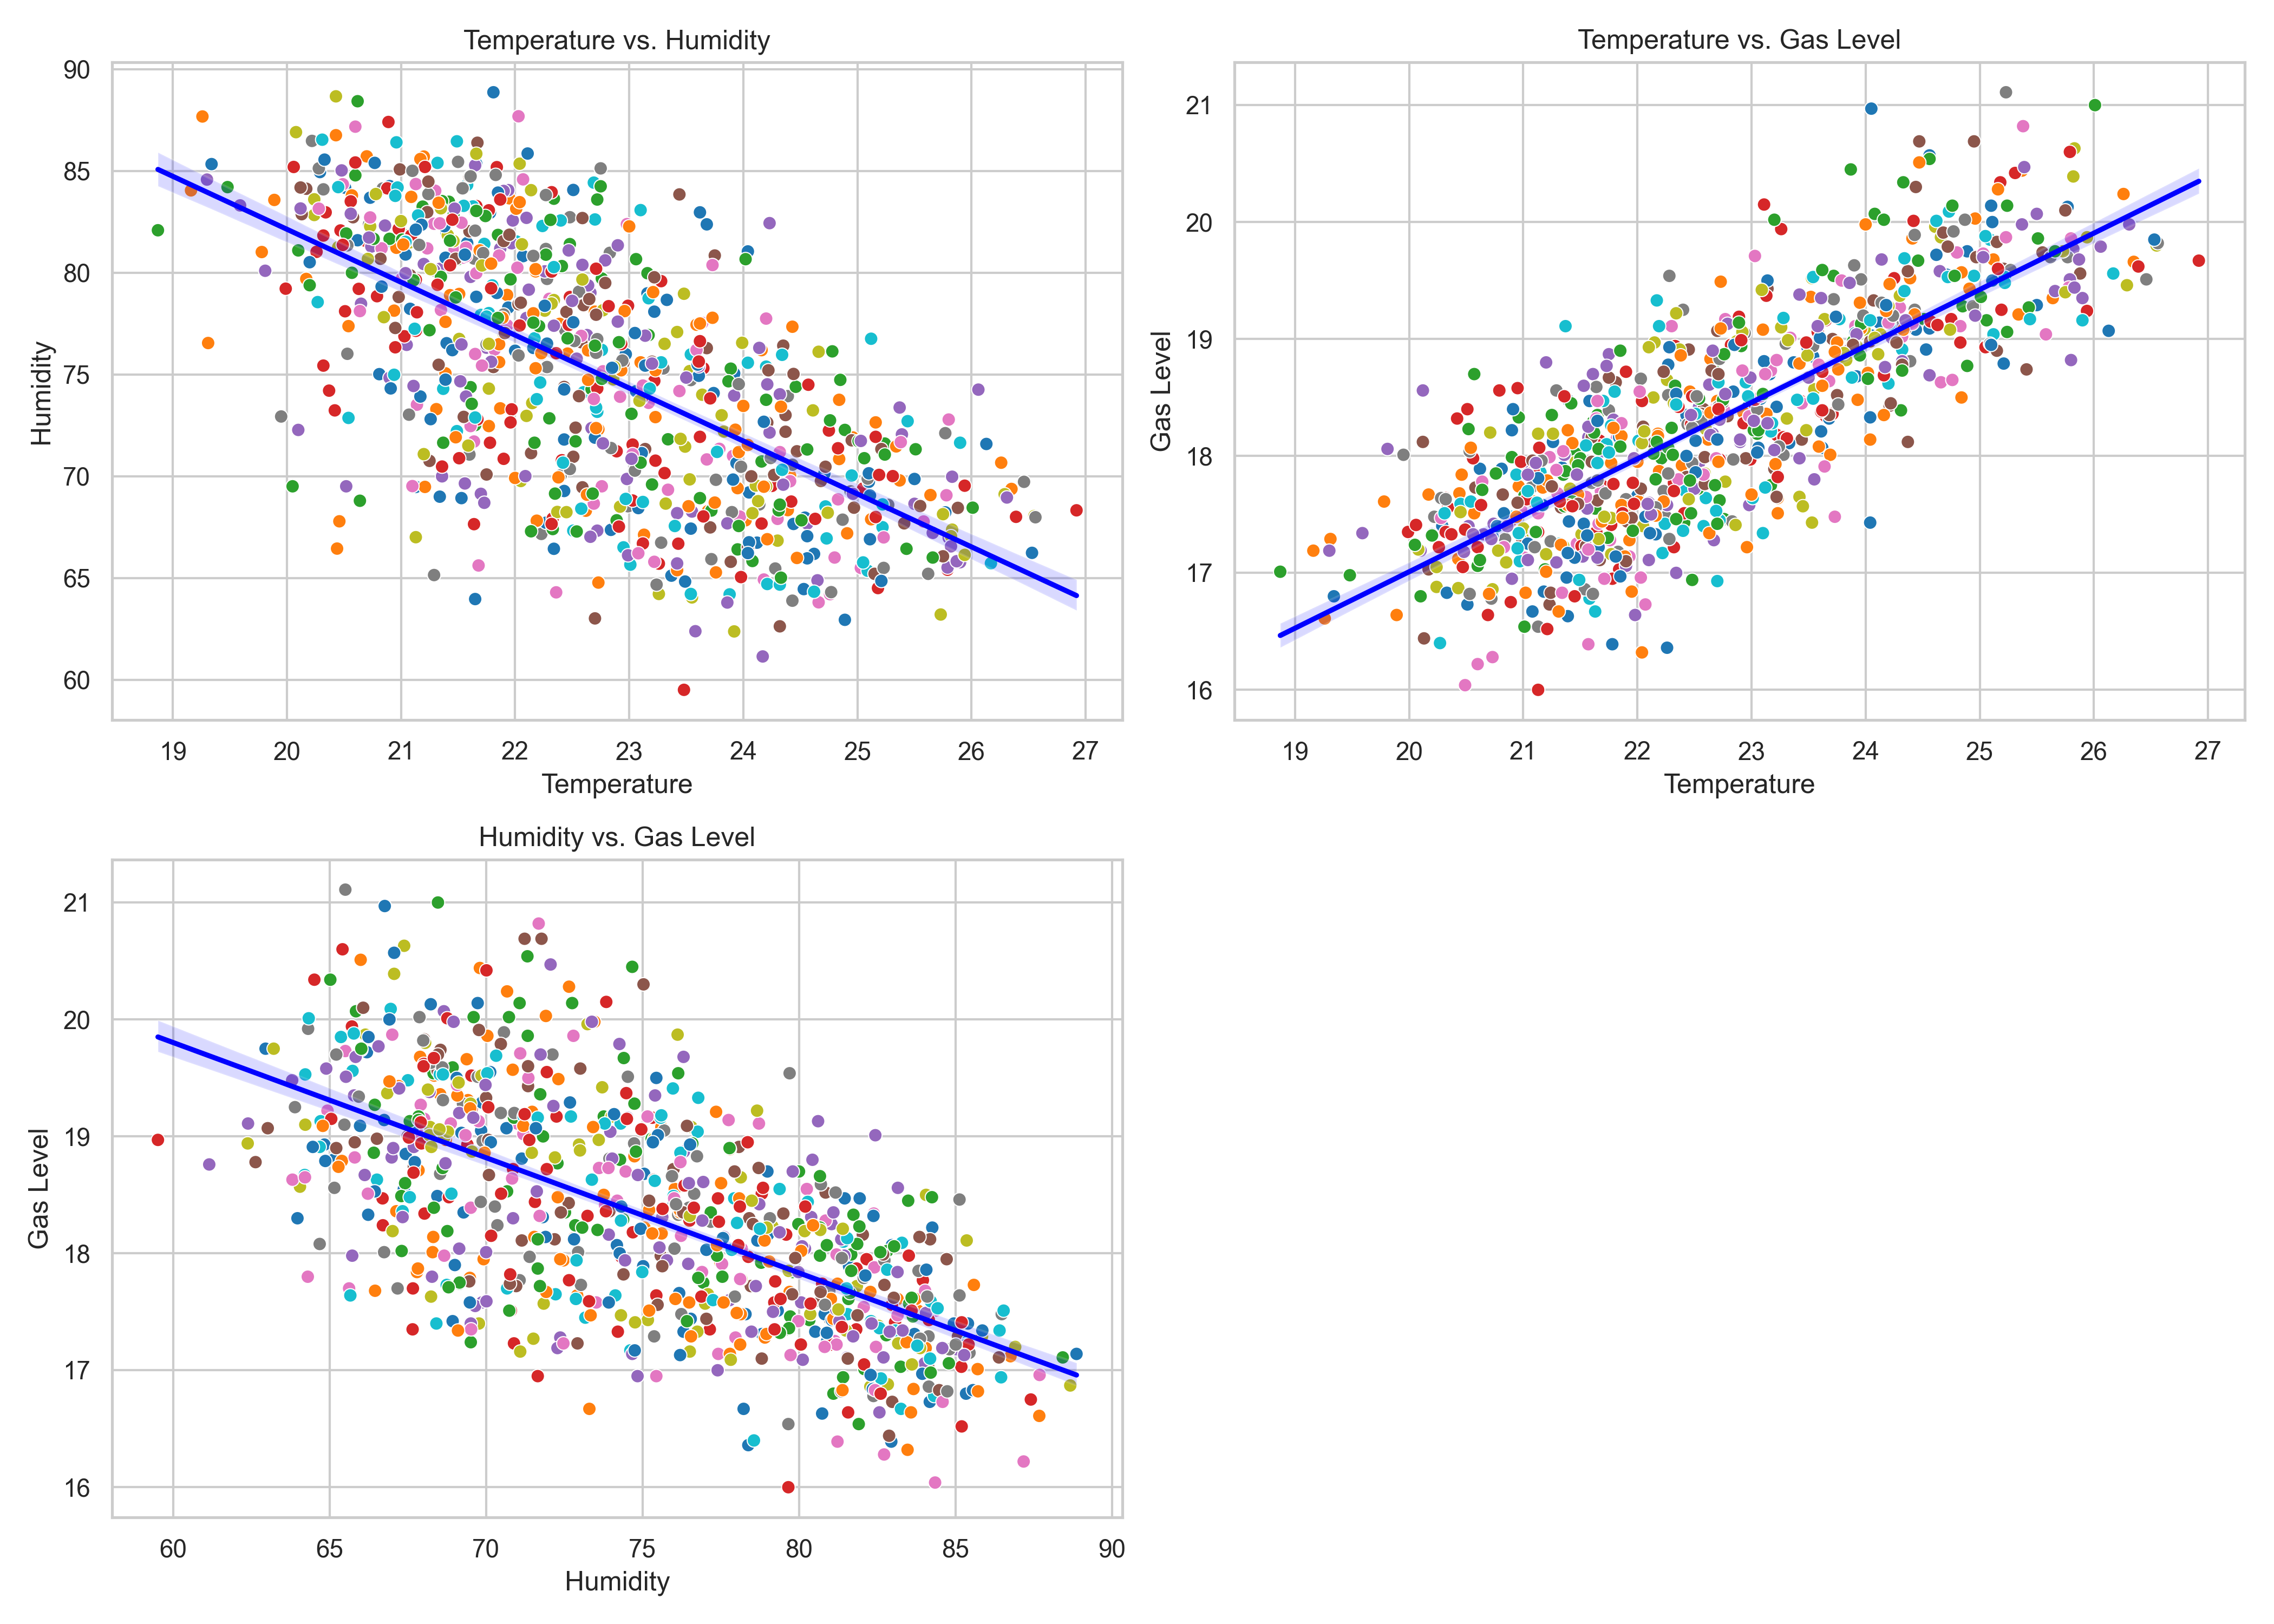 Temperature vs. Humidity
90
85
80
75
70
65
60
Humidity
19 20 21 22 23 24 25 26 27
Temperature
Temperature vs. Gas Level
21
20
19
18
17
16
Gas Level
19 20 21 22 23 24 25 26 27
Temperature
Humidity vs. Gas Level
21
20
19
18
17
16
Gas Level
60 65 70 75 80 85 90
Humidity